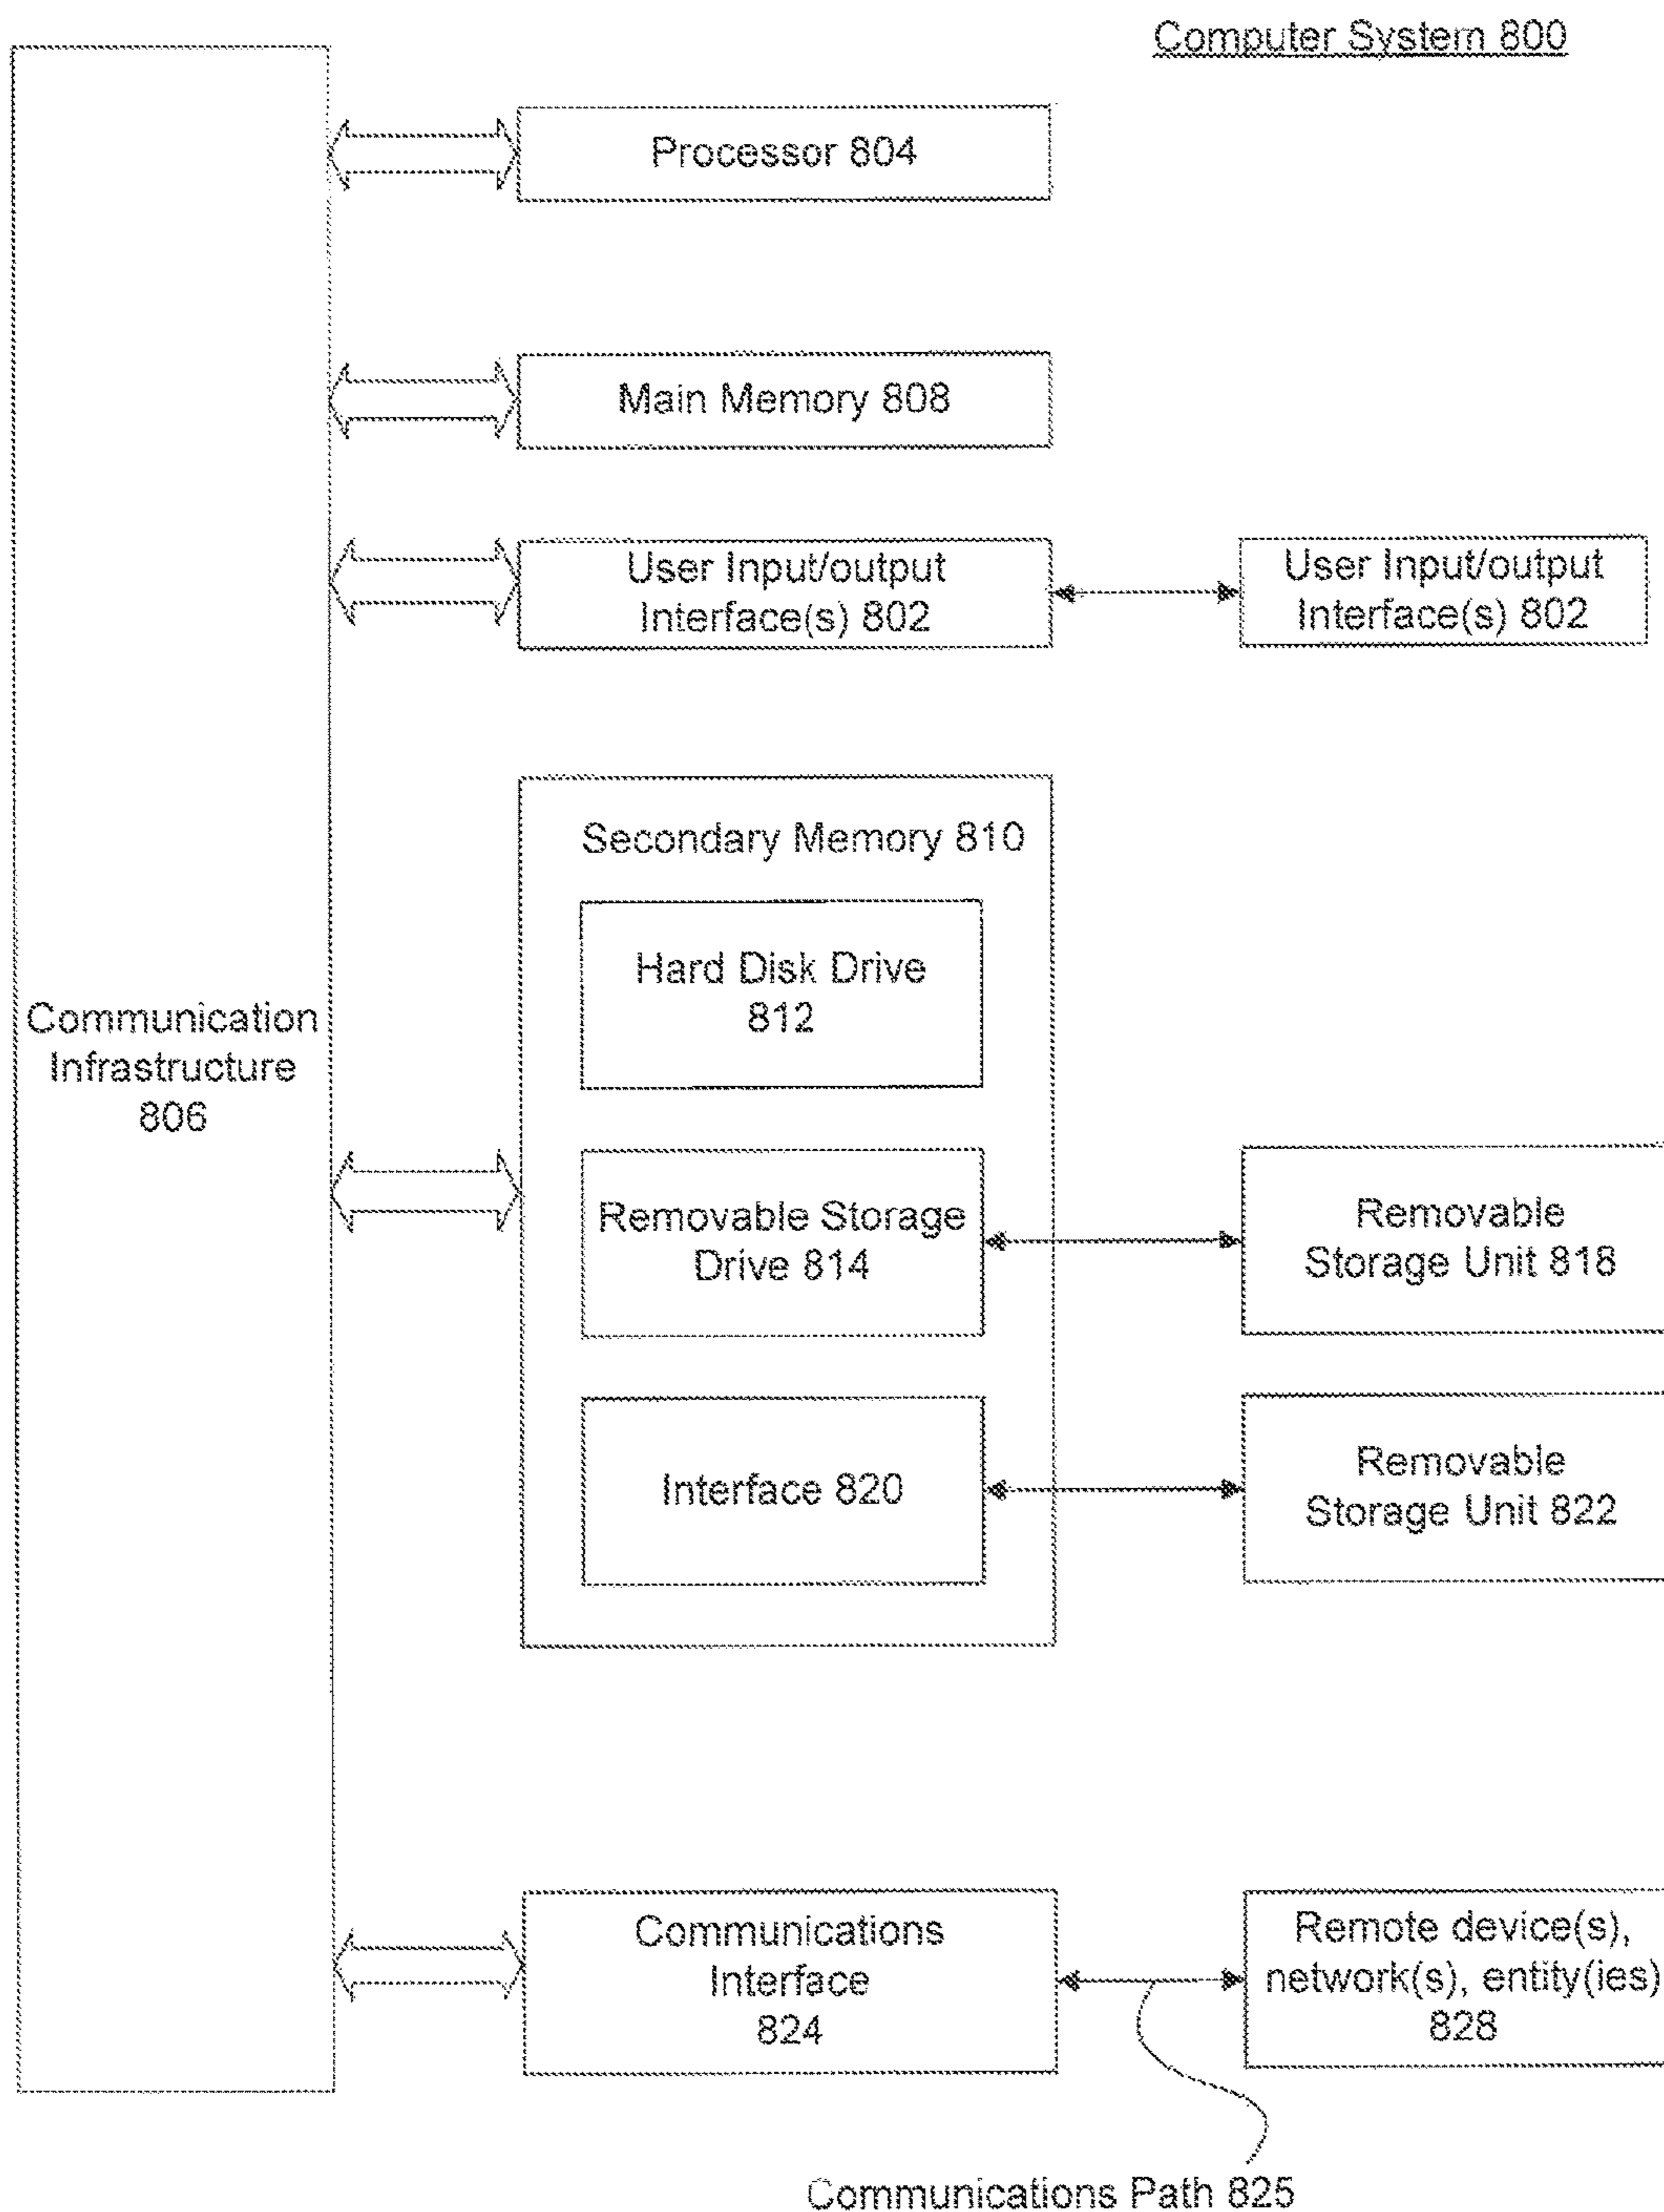 Computer System 800
Processor 804
Main Memory 808
User Input/output
Interface(s) 802
User Input/output
Interface(s) 802
Secondary Memory 810
Hard Disk Drive
812
Communication
Infrastructure
806
Removable Storage
Drive 814
Removable
Storage Unit 818
Interface 820
Removable
Storage Unit 822
Communications
Interface
824
Remote device(s),
network(s), entity(ies)
828
Communications Path 825